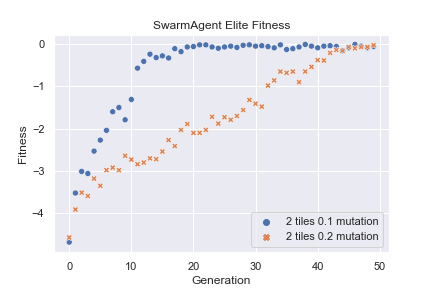 SwarmAgent Elite Fitness
0
−1
−2
−3
−4
Fitness
2 tiles 0.1 mutation
2 tiles 0.2 mutation
0 10 20 30 40 50
Generation